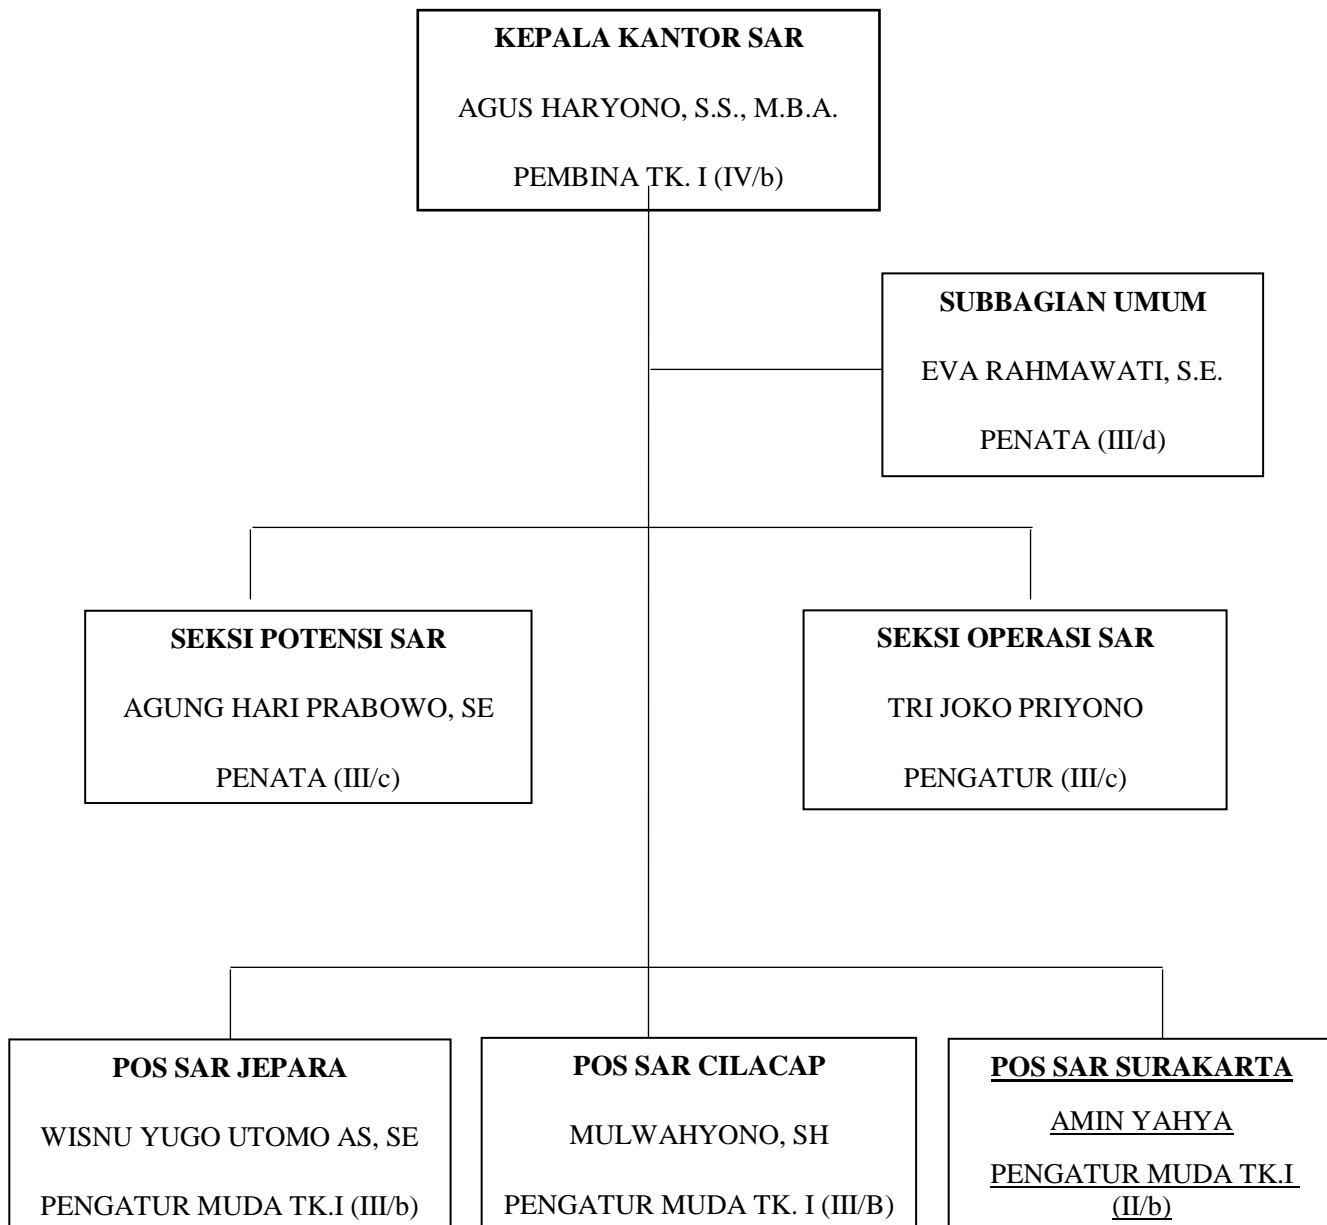 KEPALA KANTOR SAR
AGUS HARYONO, S.S., M.B.A.
PEMBINA TK. I (IV/b)
SUBBAGIAN UMUM
EVA RAHMAWATI, S.E.
PENATA (III/d)
SEKSI POTENSI SAR
AGUNG HARI PRABOWO, SE
PENATA (III/c)
SEKSI OPERASI SAR
TRI JOKO PRIYONO
PENGATUR (III/c)
POS SAR JEPARA
WISNU YUGO UTOMO AS, SE
PENGATUR MUDA TK.I (III/b)
POS SAR CILACAP
MULWAHYONO, SH
PENGATUR MUDA TK. I (III/B)
POS SAR SURAKARTA
AMIN YAHYA
PENGATUR MUDA TK.I
(II/b)